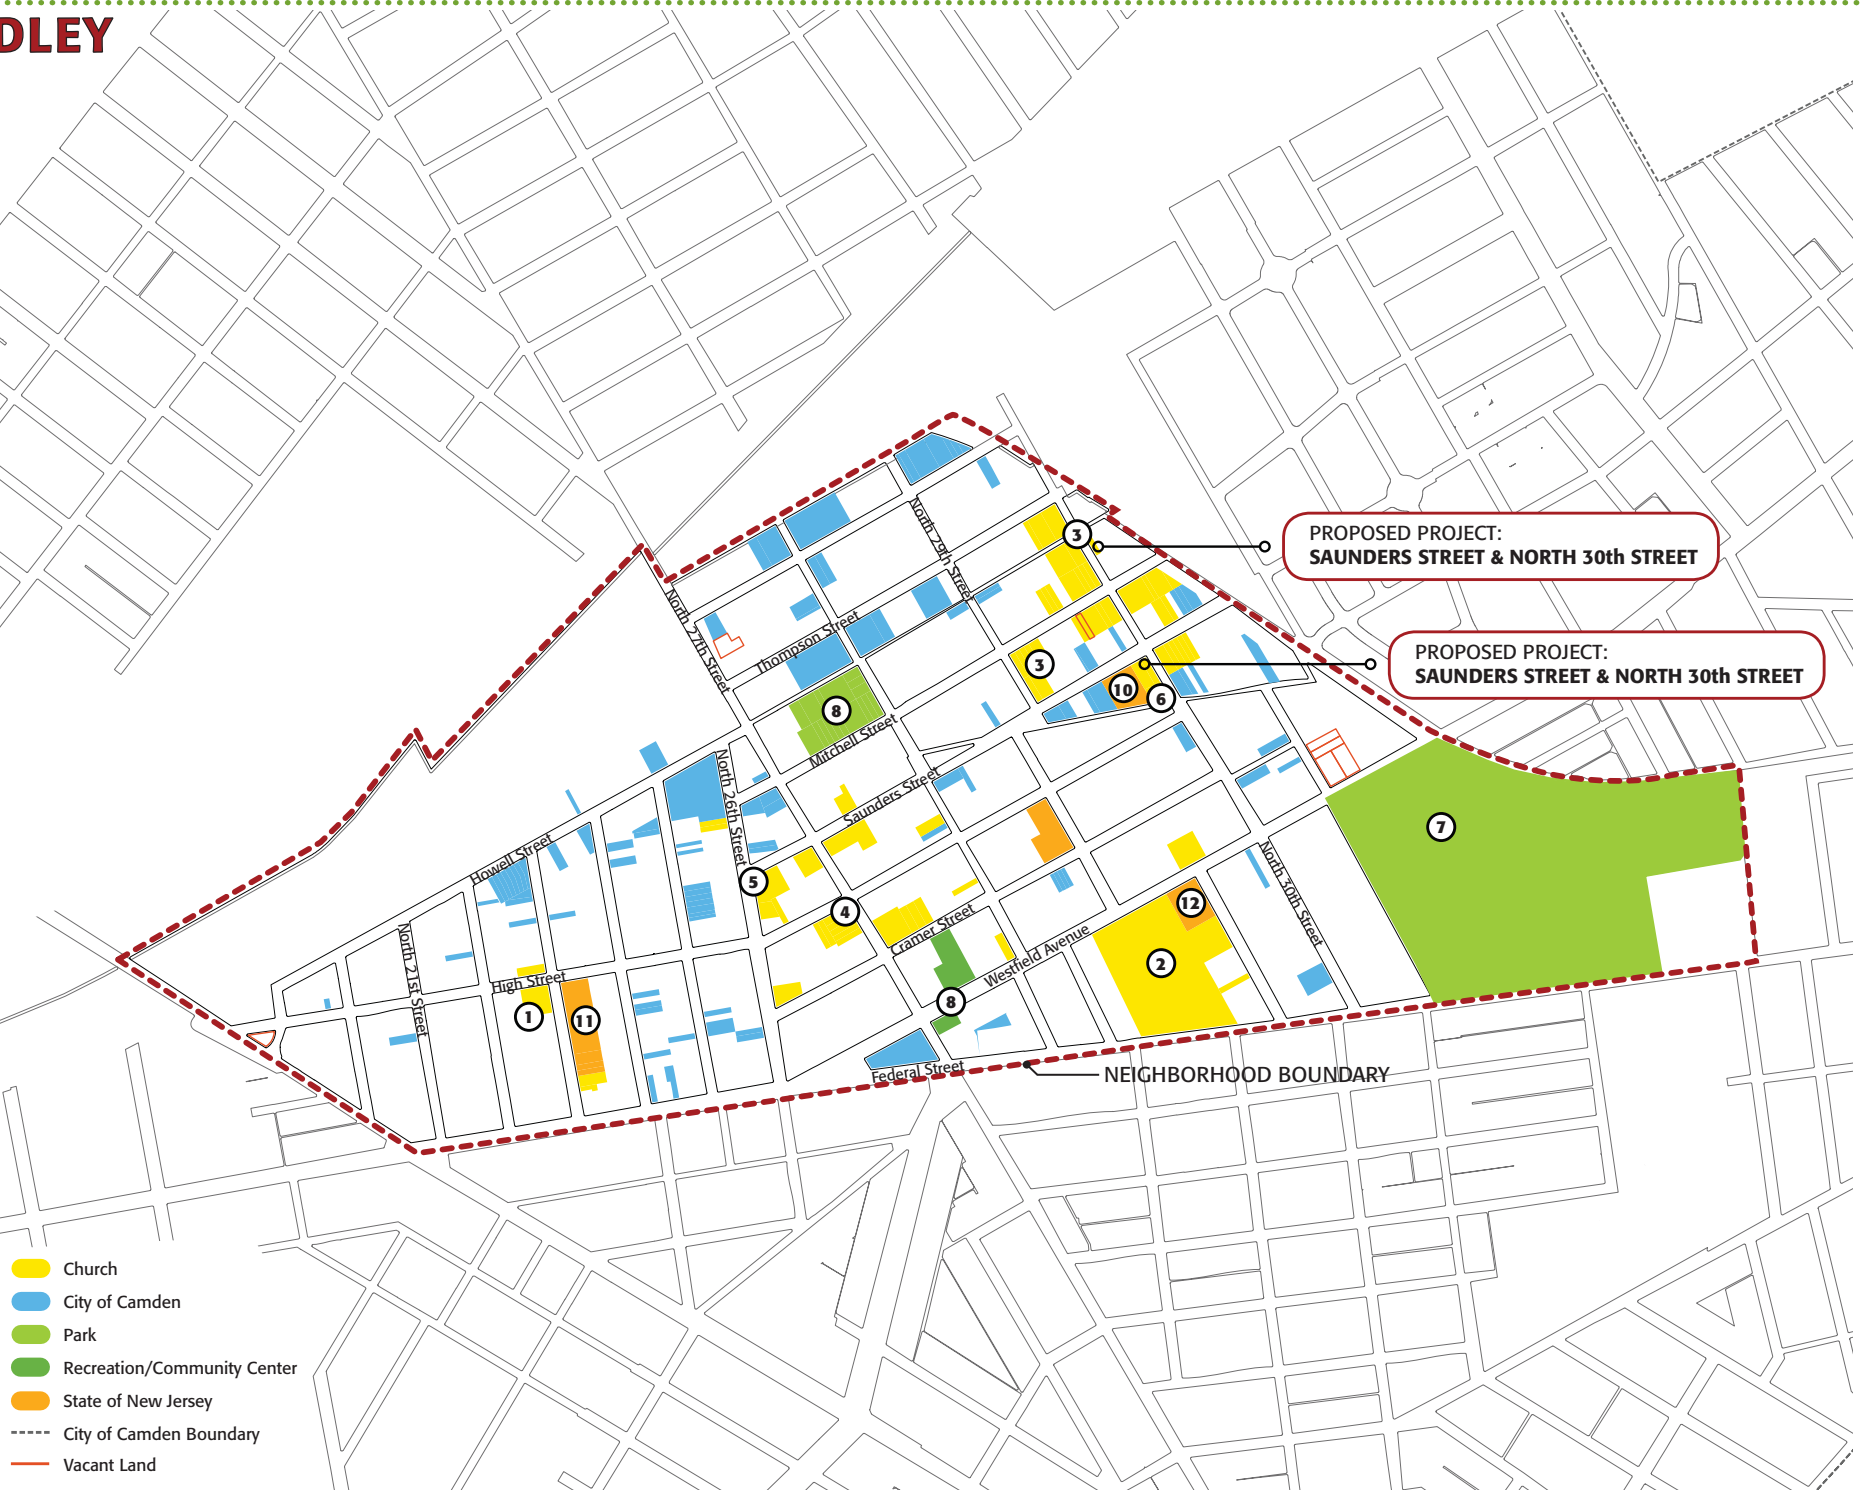 DLEY
PROPOSED PROJECT:
SAUNDERS STREET & NORTH 30th STREET
PROPOSED PROJECT:
SAUNDERS STREET & NORTH 30th STREET
North 29th Street
3
North 27th Street
Thompson Street
3
10
6
8
Mitchell Street
North 26th Street
Saunders Street
7
Howell Street
5
4
North 30th Street
12
Cramer Street
Westfield Avenue
2
North 21st Street
High Street
8
1
11
Federal Street
NEIGHBORHOOD BOUNDARY
Church
City of Camden
Park
Recreation/Community Center
State of New Jersey
City of Camden Boundary
Vacant Land